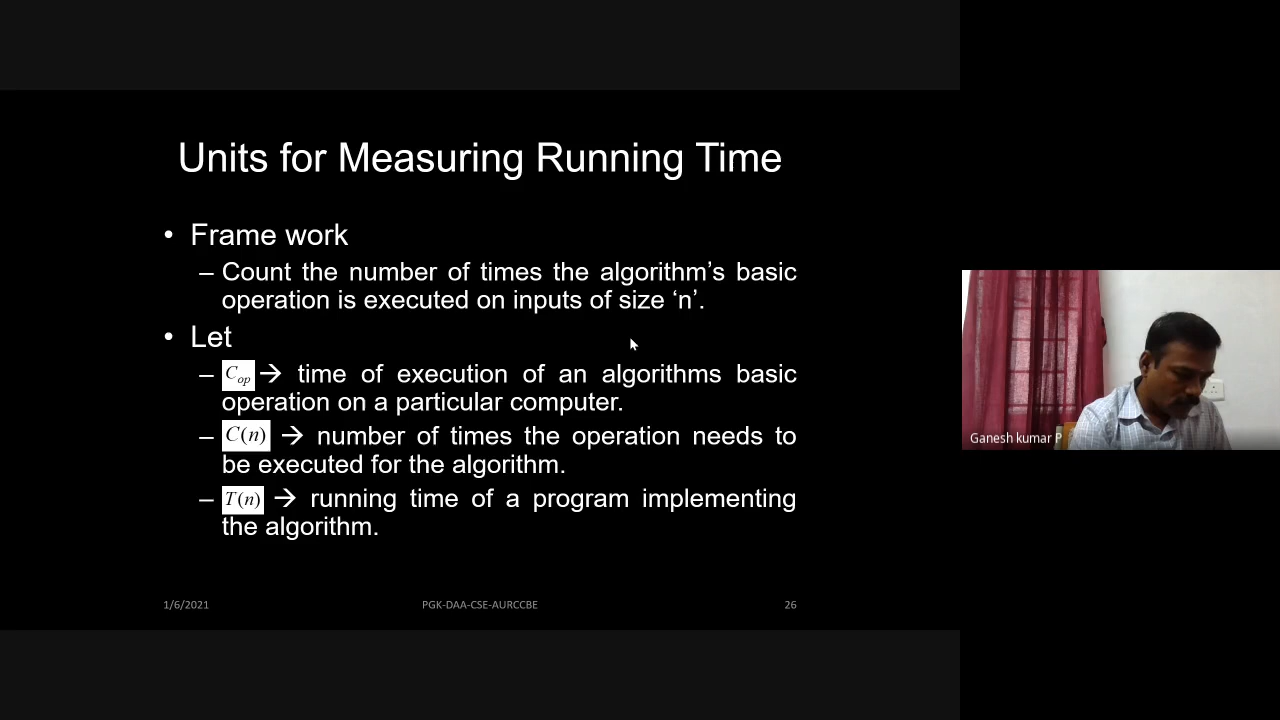 Units for Measuring Running Time
• Frame work
– Count the number of times the algorithm’s basic
operation is executed on inputs of size ‘n’.
• Let
– Cop → time of execution of an algorithms basic
operation on a particular computer.
– C(n) → number of times the operation needs to
be executed for the algorithm.
– T(n) → running time of a program implementing
the algorithm.
1/6/2021 PGK-DAA-CSE-AURCCBE 26
Ganesh kumar P